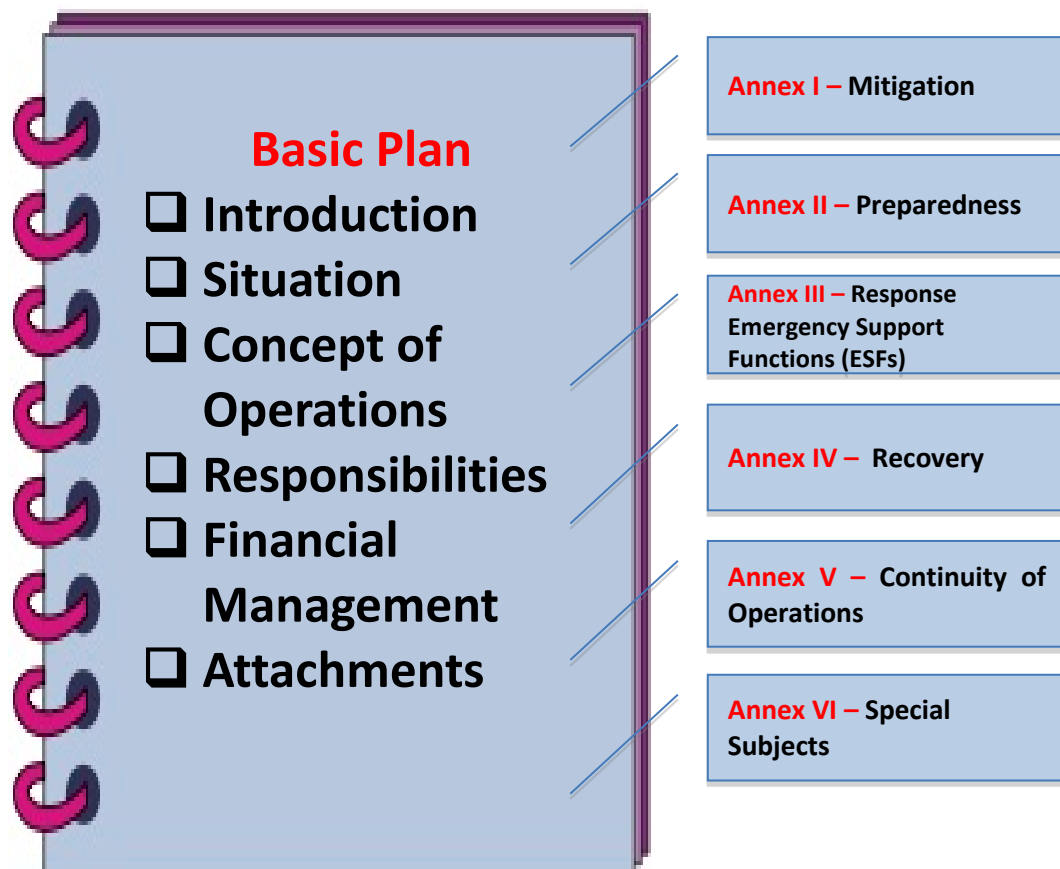 Basic Plan
❑ Introduction
❑ Situation
❑ Concept of
Operations
❑ Responsibilities
❑ Financial
Management
❑ Attachments
Annex I – Mitigation
Annex II – Preparedness
Annex III – Response
Emergency Support
Functions (ESFs)
Annex IV – Recovery
Annex V – Continuity of
Operations
Annex VI – Special
Subjects